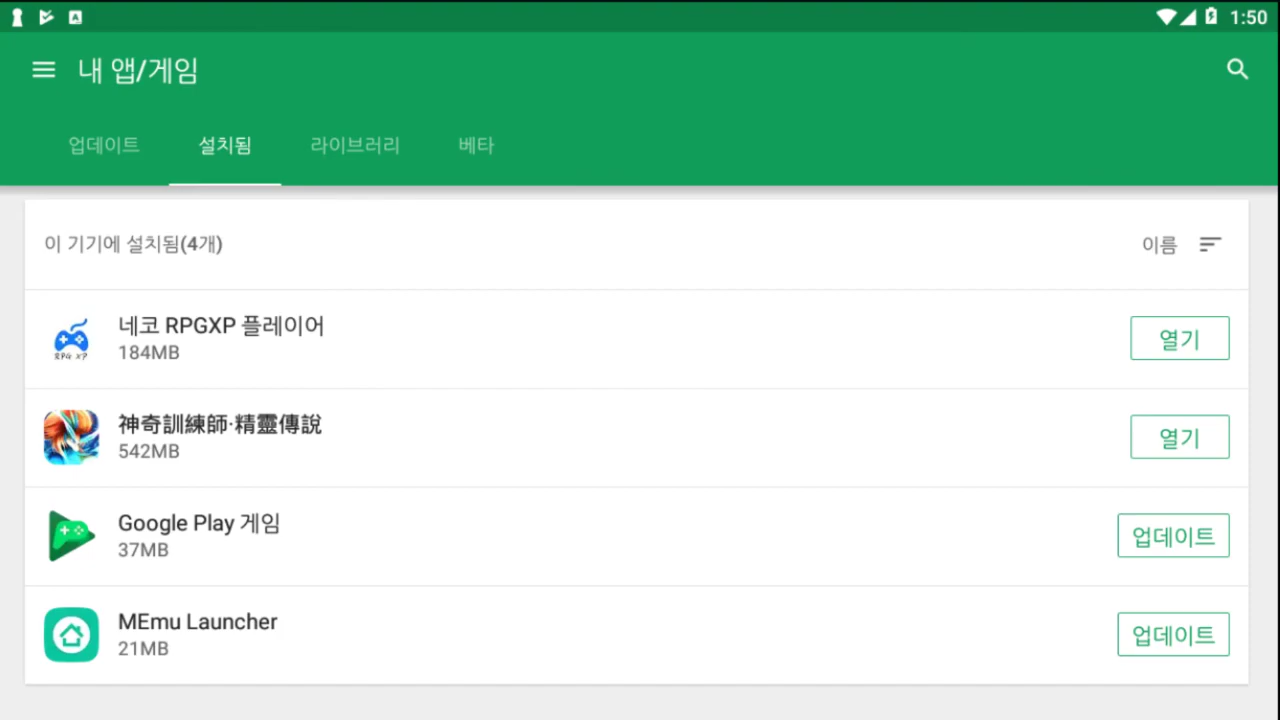 1:50
내 앱/게임
업데이트 설치됨 라이브러리 베타
이 기기에 설치됨(4개) 이름
네코 RPGXP 플레이어
184MB
열기
RPG XP
神奇訓練師·精靈傳說
542MB
열기
Google Play 게임
37MB
업데이트
MEmu Launcher
21MB
업데이트